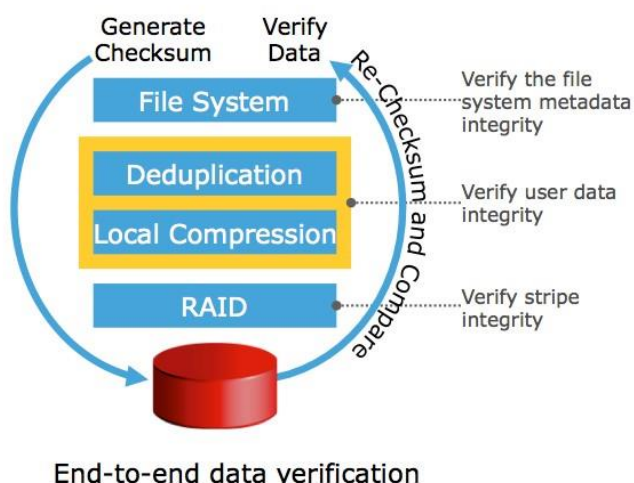 Generate
Checksum
Verify
Data
Re-Checksum and Compare
File System
Verify the file
system metadata
integrity
Deduplication
Local Compression
Verify user data
integrity
RAID
Verify stripe
integrity
End-to-end data verification